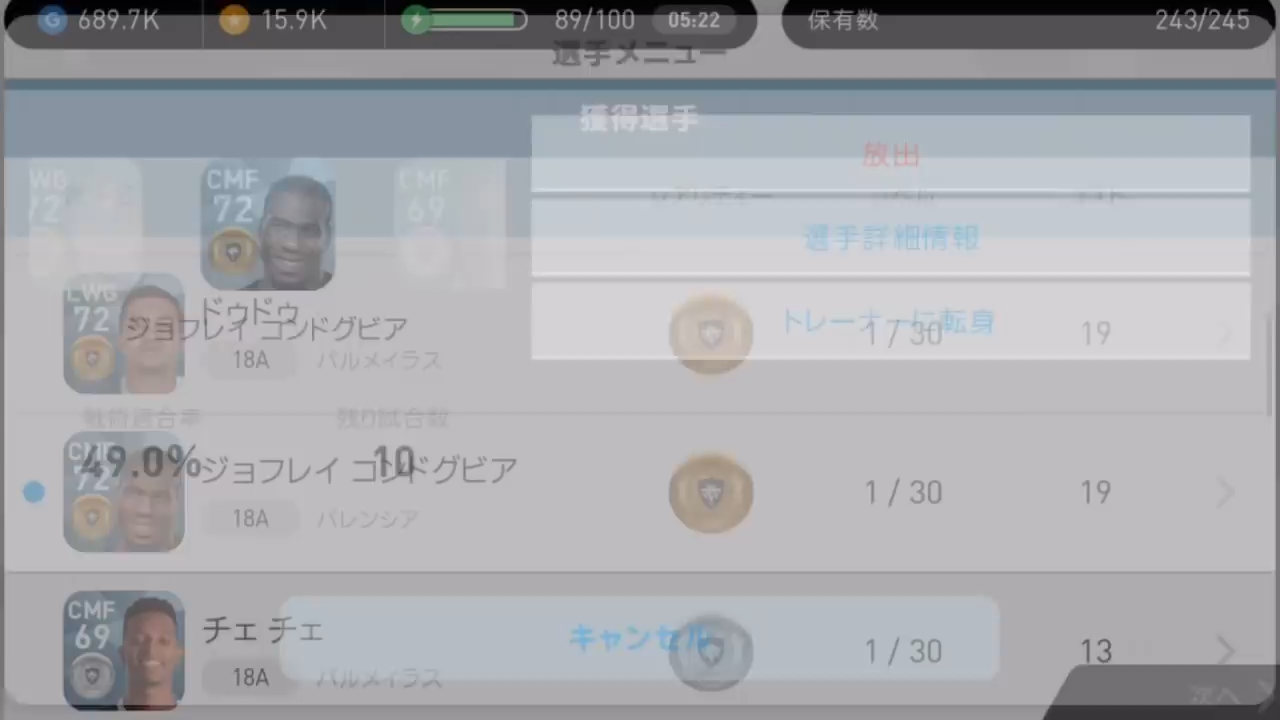 689.7K 15.9K 89/100 05:22 保有数 243/245
選手メニュー
獲得選手
放出
選手詳細情報
トレーナーに転身
WG
72
CMF
72
CMF
69
LWG
72
ドゥドゥ
ジョフレイ コンドグビア
18A パルメイラス
1 / 30 19
戦術適合率 残り試合数
49.0% 10
CMF
72
ジョフレイ コンドグビア
18A バレンシア
1 / 30 19
CMF
69
チェ チェ
18A パルメイラス
1 / 30 13
キャンセル
次へ